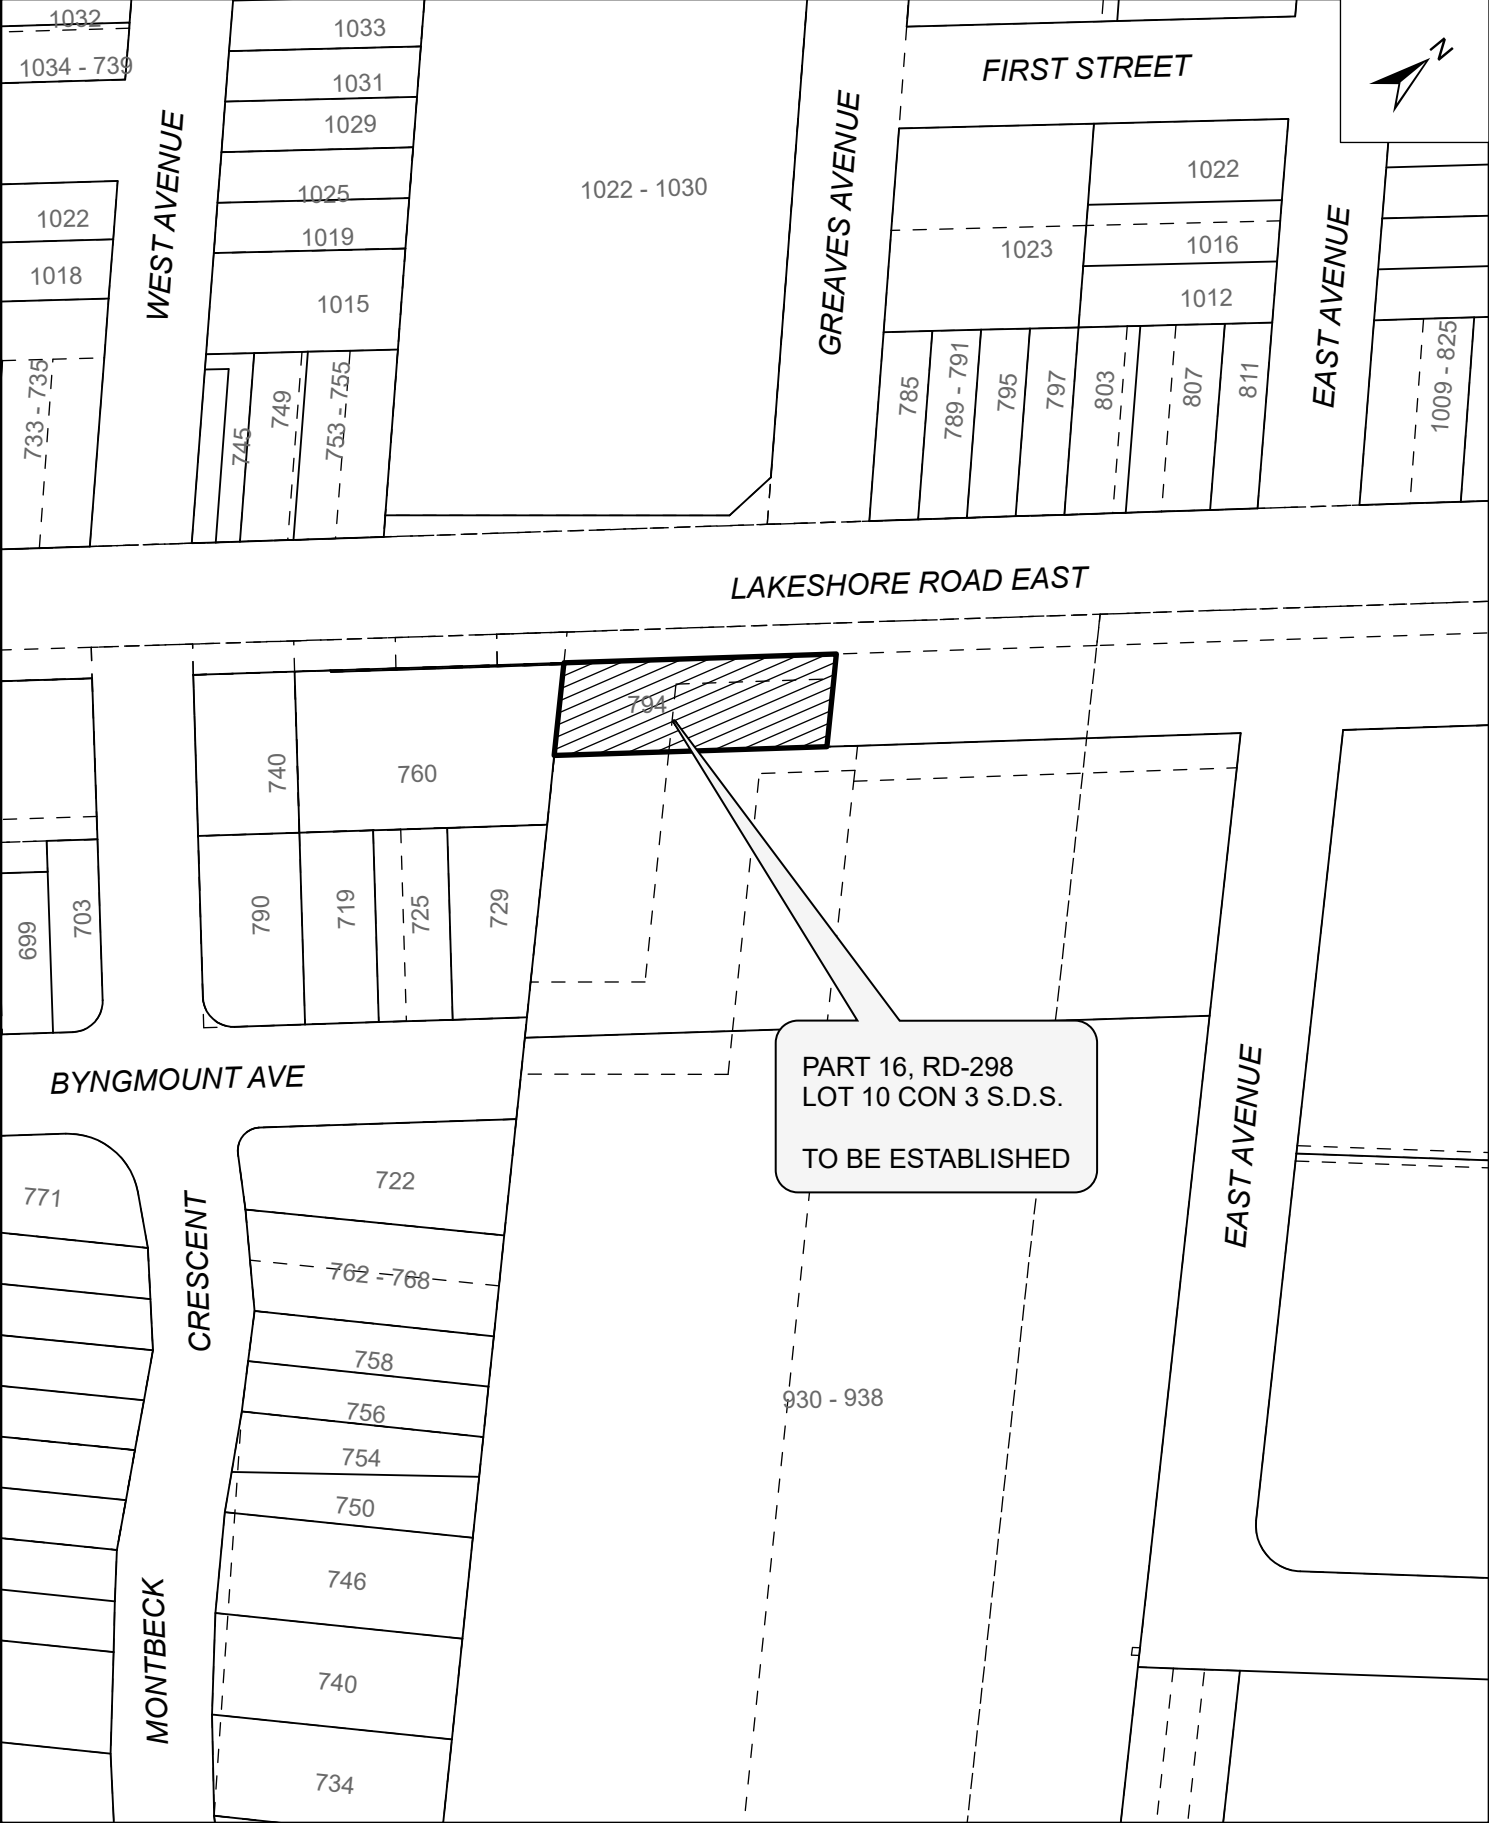 1032
1034 - 739
1033
1031
1029
1025
1019
1015
1022
1018
WEST AVENUE
733 - 735
745
749
753 - 755
1022 - 1030
GREAVES AVENUE
FIRST STREET
N
1022
1023
1016
1012
EAST AVENUE
785
789 - 791
795
797
803
807
811
1009 - 825
LAKESHORE ROAD EAST
794
740
760
790
719
725
729
699
703
BYNGMOUNT AVE
PART 16, RD-298
LOT 10 CON 3 S.D.S.
TO BE ESTABLISHED
EAST AVENUE
771
722
762 - 768
758
756
754
750
746
740
734
930 - 938
CRESCENT
MONTBECK